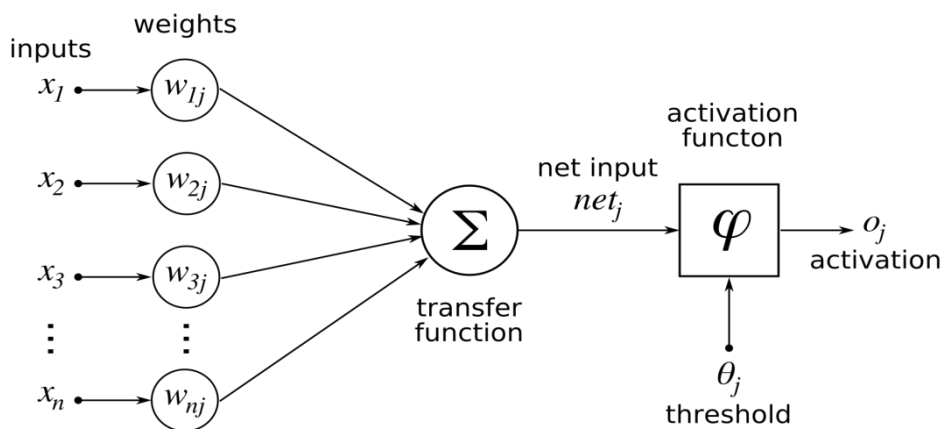 inputs
weights
x1
w1j
x2
w2j
x3
w3j
⋮
⋮
xn
wnj
Σ
transfer
function
net input
netj
activation
functon
φ
oj
activation
θj
threshold